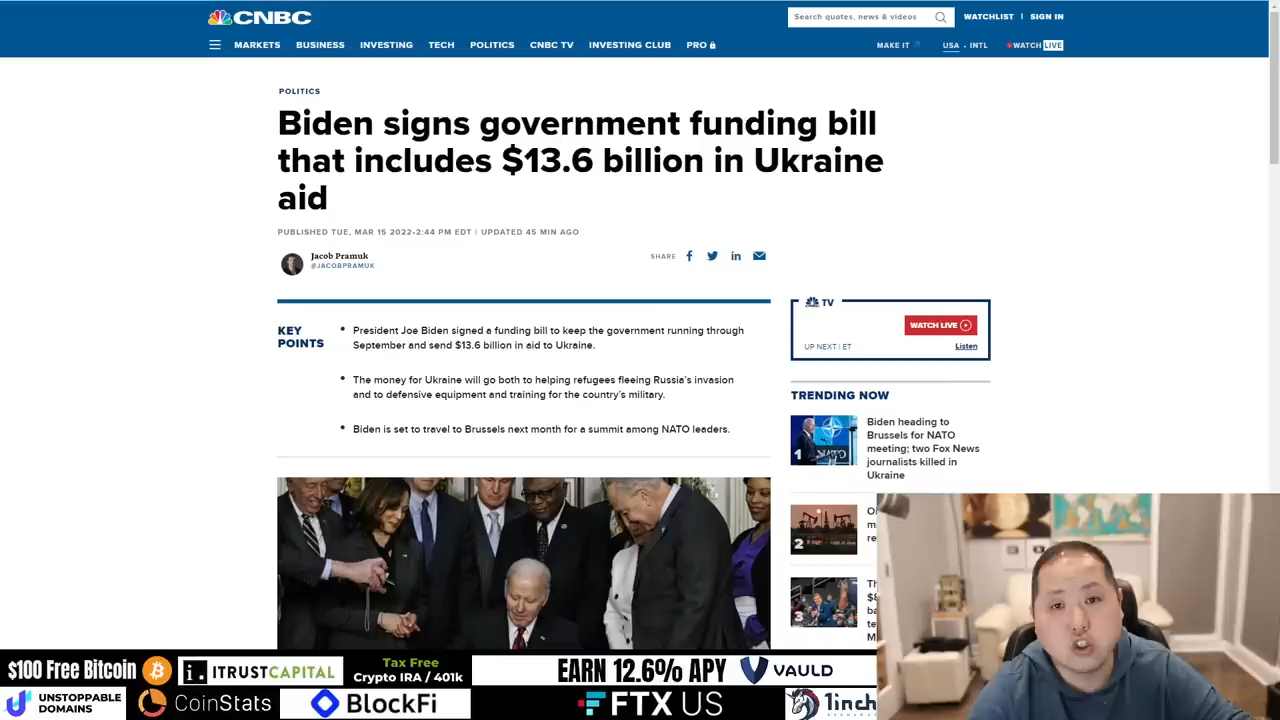 CNBC
Search quotes, news & videos
WATCHLIST
SIGN IN
MARKETS
BUSINESS
INVESTING
TECH
POLITICS
CNBC TV
INVESTING CLUB
PRO
MAKE IT
USA • INTL
WATCH LIVE
POLITICS
Biden signs government funding bill
that includes $13.6 billion in Ukraine
aid
PUBLISHED TUE, MAR 15 2022•2:44 PM EDT | UPDATED 45 MIN AGO
Jacob Pramuk
@JACOBPRAMUK
SHARE
KEY
POINTS
President Joe Biden signed a funding bill to keep the government running through
September and send $13.6 billion in aid to Ukraine.
The money for Ukraine will go both to helping refugees fleeing Russia's invasion
and to defensive equipment and training for the country's military.
Biden is set to travel to Brussels next month for a summit among NATO leaders.
TV
WATCH LIVE
UP NEXT | ET
Listen
TRENDING NOW
1
NATO
Biden heading to
Brussels for NATO
meeting; two Fox News
journalists killed in
Ukraine
2
3
$100 Free Bitcoin
ITRUSTCAPITAL
Tax Free
Crypto IRA / 401k
EARN 12.6% APY
VAULD
UNSTOPPABLE
DOMAINS
CoinStats
BlockFi
FTX US
1inch
EXCHANGE